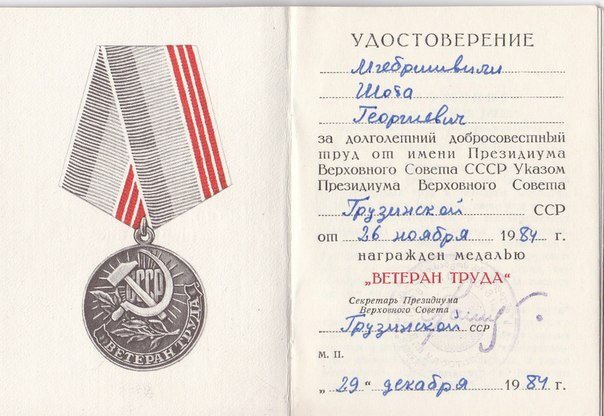 СССР
ВЕТЕРАН ТРУДА
УДОСТОВЕРЕНИЕ
Мгебришвили
Шота
Георгиевич
за долголетний добросовестный
труд от имени Президиума
Верховного Совета СССР Указом
Президиума Верховного Совета
Грузинской ССР
от 26 ноября 1984 г.
награжден медалью
„ВЕТЕРАН ТРУДА“
Секретарь Президиума
Верховного Совета
Грузинской ССР
М. П.
„29“ декабря 1984 г.